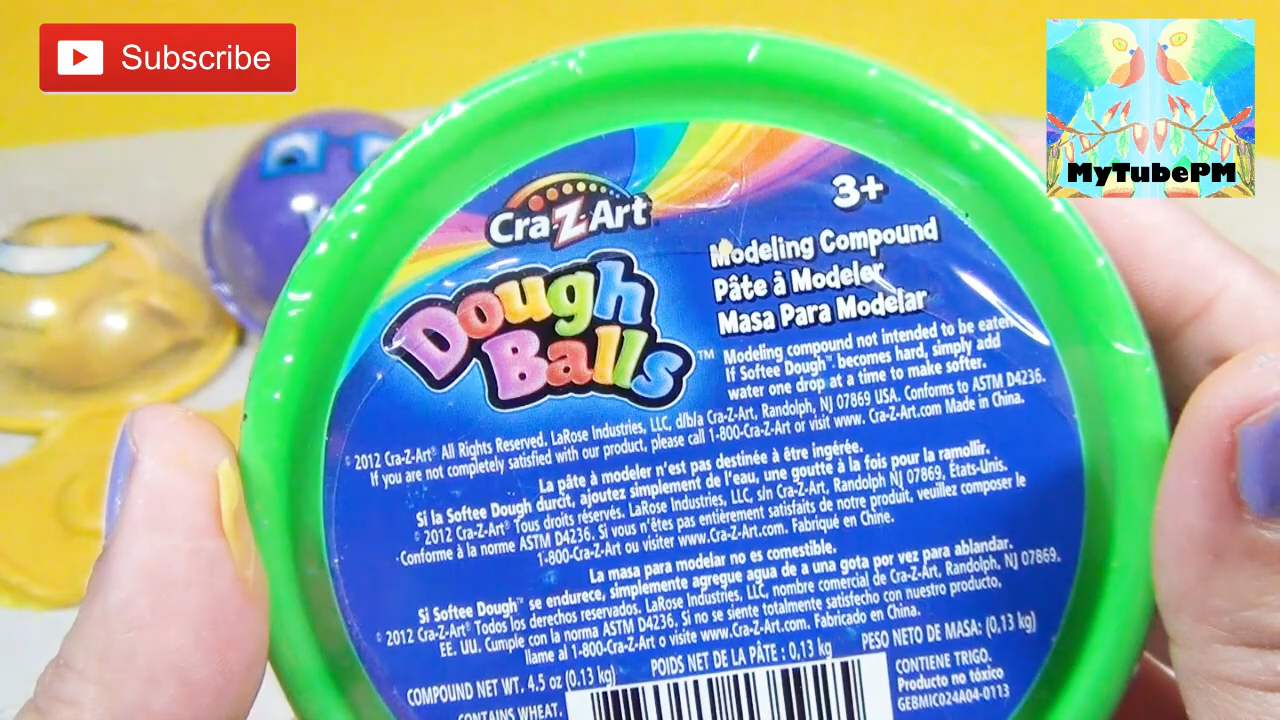 Subscribe
MyTubePM
Cra-Z-Art
3+
Dough
Balls™
Modeling Compound
Pâte à Modeler
Masa Para Modelar
Modeling compound not intended to be eaten
If Softee Dough™ becomes hard, simply add
water one drop at a time to make softer.
© 2012 Cra-Z-Art® All Rights Reserved. LaRose Industries, LLC, d/b/a Cra-Z-Art, Randolph, NJ 07869 USA. Conforms to ASTM D4236.
If you are not completely satisfied with our product, please call 1-800-Cra-Z-Art or visit www. Cra-Z-Art.com Made in China.
La pâte à modeler n'est pas destinée à être ingérée.
Si la Softee Dough durcit, ajoutez simplement de l'eau, une goutte à la fois pour la ramollir.
© 2012 Cra-Z-Art® Tous droits réservés. LaRose Industries, LLC, s/n Cra-Z-Art, Randolph NJ 07869, États-Unis.
Conforme à la norme ASTM D4236. Si vous n'êtes pas entièrement satisfaits de notre produit, veuillez composer le
1-800-Cra-Z-Art ou visiter www.Cra-Z-Art.com. Fabriqué en Chine.
La masa para modelar no es comestible.
Si Softee Dough™ se endurece, simplemente agregue agua de a una gota por vez para ablandar.
© 2012 Cra-Z-Art® Todos los derechos reservados. LaRose Industries, LLC, nombre comercial de Cra-Z-Art, Randolph, NJ 07869.
EE. UU. Cumple con la norma ASTM D4236. Si no se siente totalmente satisfecho con nuestro producto,
llame al 1-800-Cra-Z-Art o visite www.Cra-Z-Art.com. Fabricado en China.
COMPOUND NET WT. 4.5 oz (0.13 kg) POIDS NET DE LA PÂTE : 0,13 kg PESO NETO DE MASA: (0,13 kg)
CONTAINS WHEAT.
CONTIENE TRIGO.
Producto no tóxico
GEBMIC024A04-0113